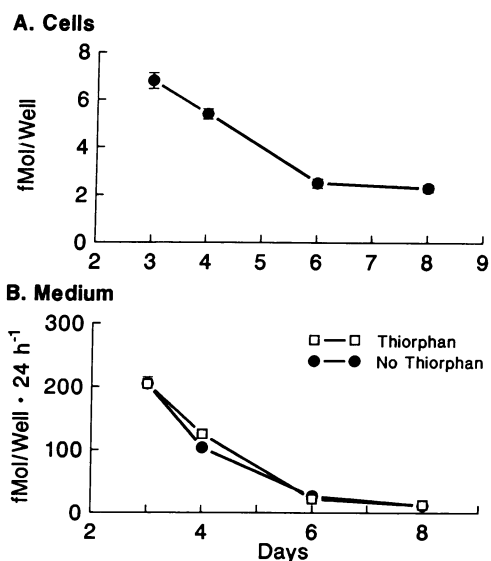 A. Cells
8
6
4
2
0
fMol/Well
2 3 4 5 6 7 8 9
B. Medium
300
200
100
0
fMol/Well · 24 h⁻¹
Thiorphan
No Thiorphan
2 4 6 8
Days